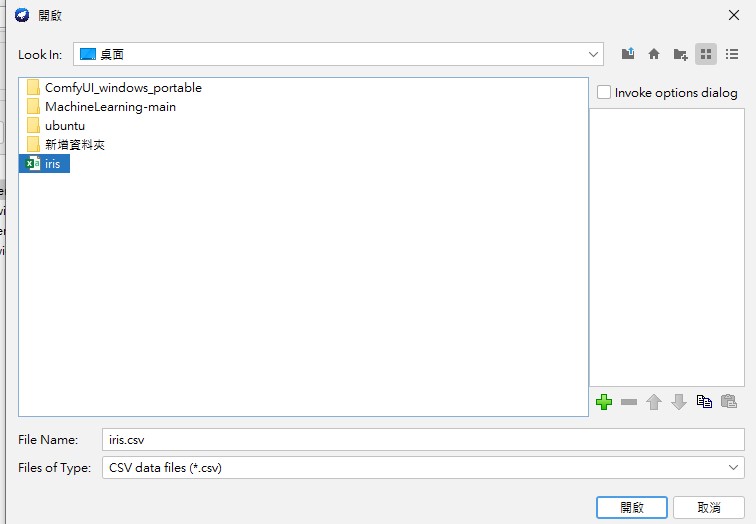 開啟
Look In: 桌面
ComfyUI_windows_portable
Invoke options dialog
MachineLearning-main
ubuntu
新增資料夾
iris
File Name: iris.csv
Files of Type: CSV data files (*.csv)
開啟 取消